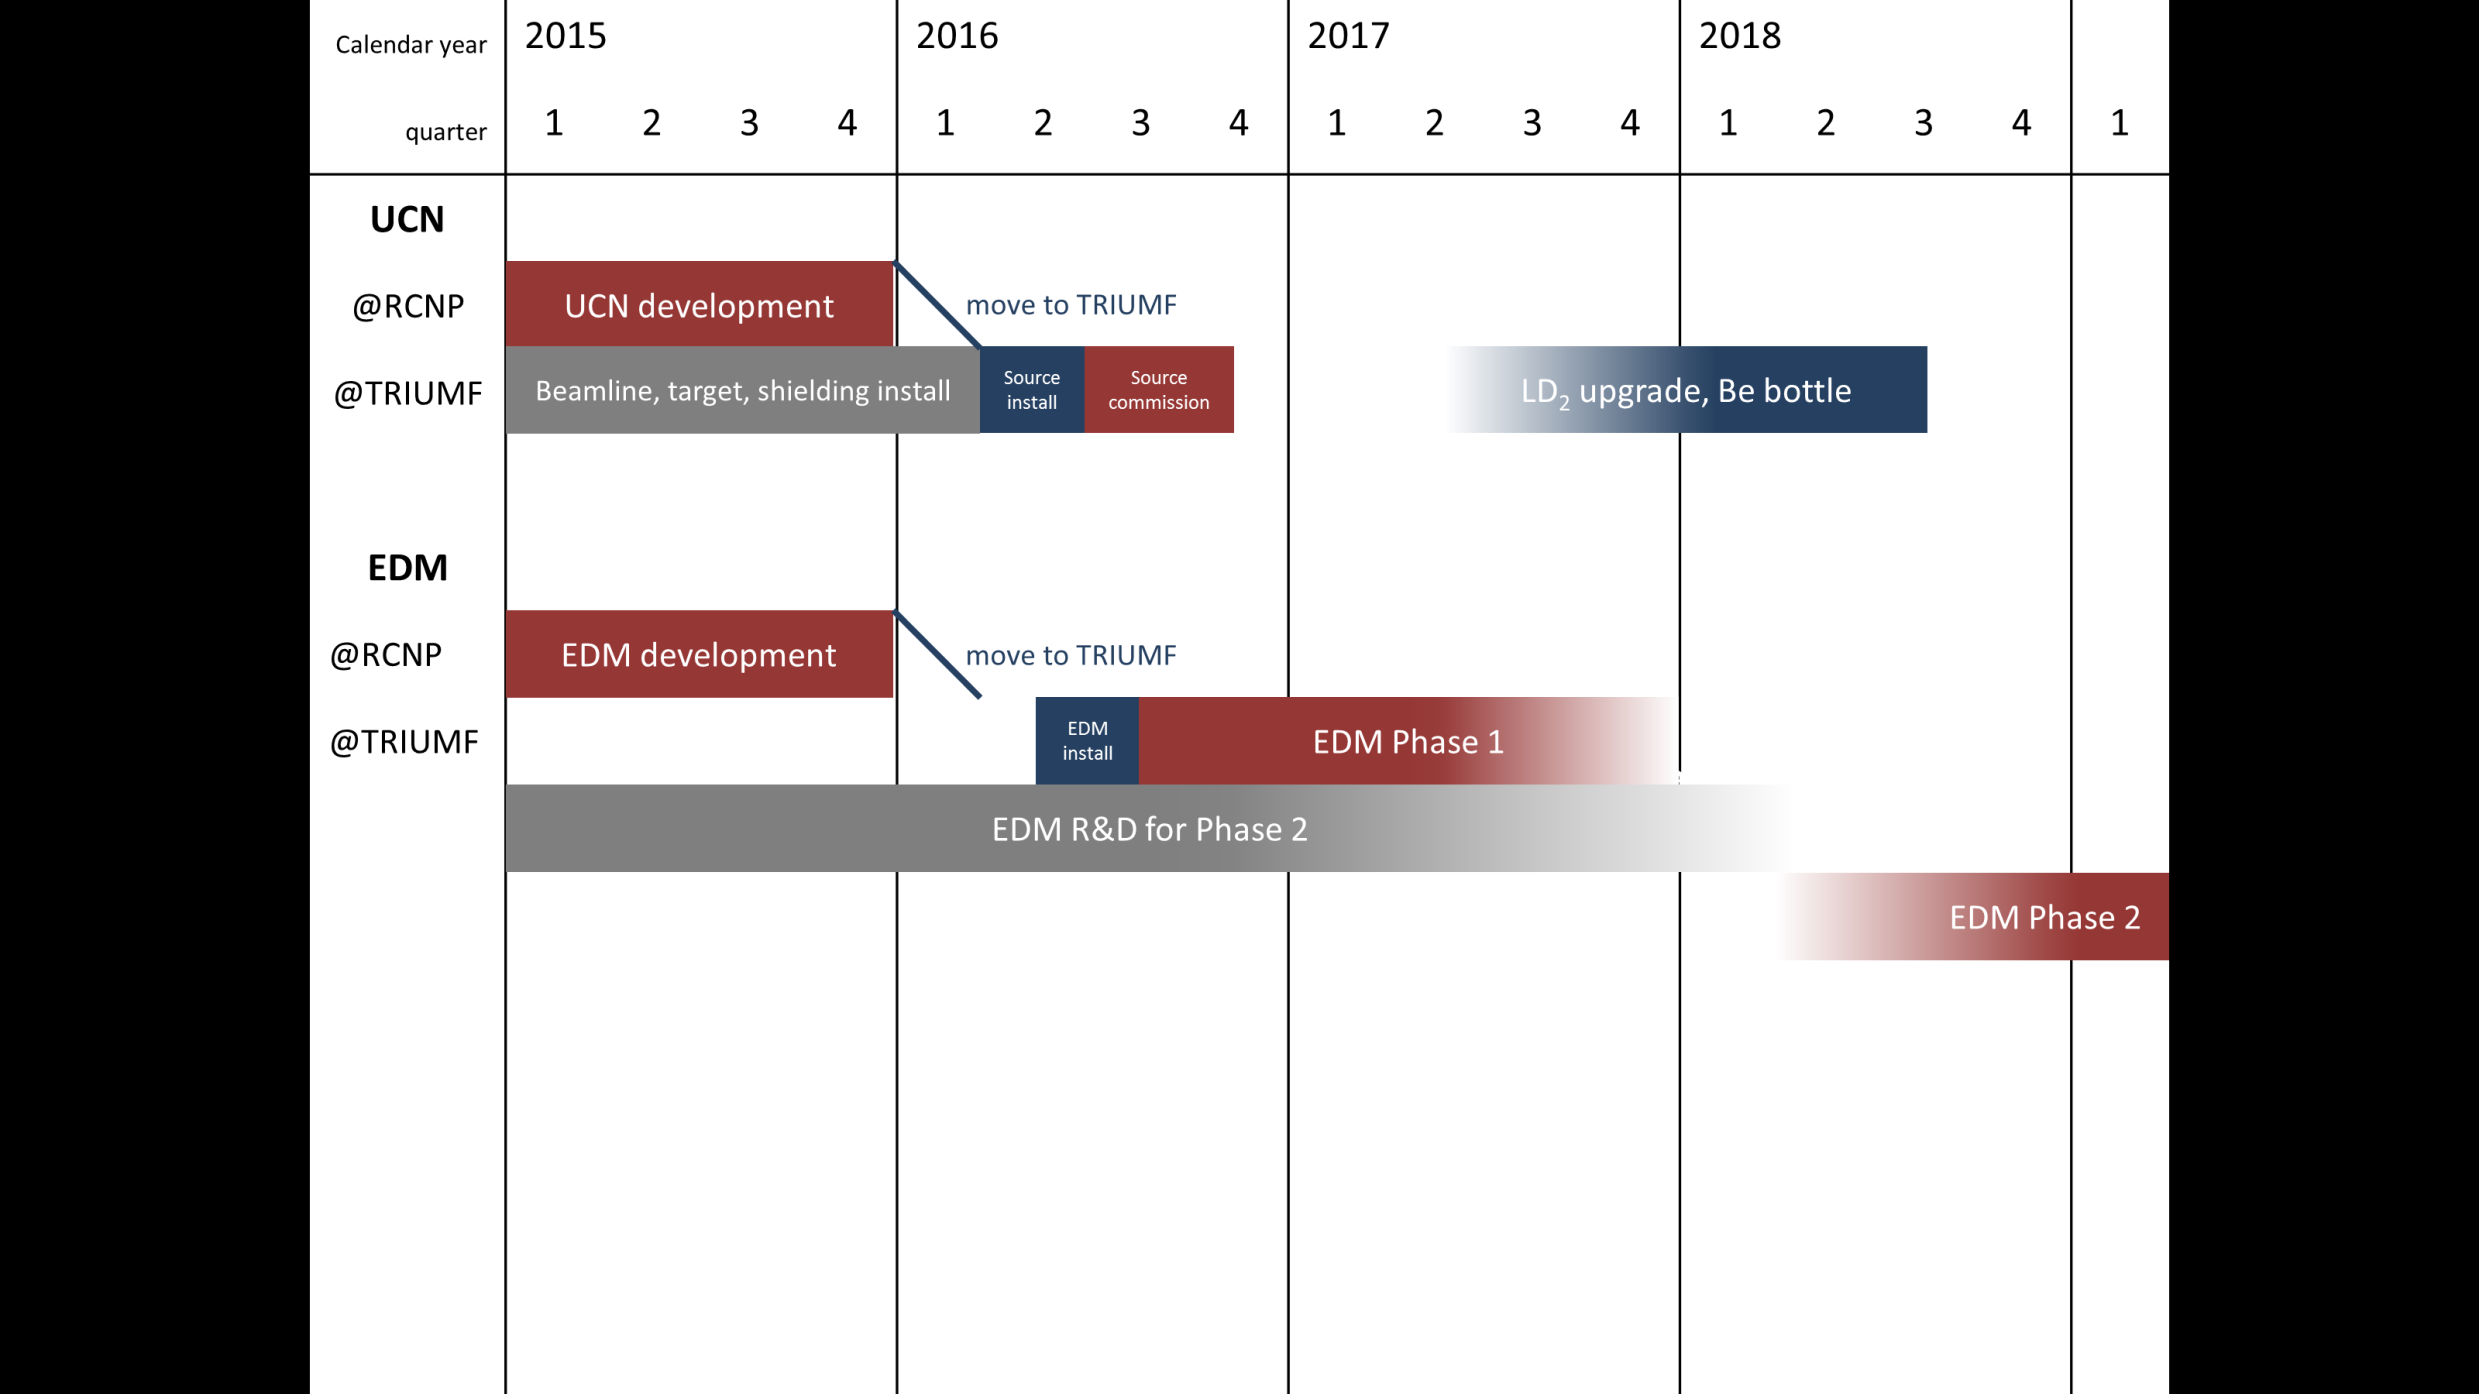 Calendar year 2015 2016 2017 2018
quarter 1 2 3 4 1 2 3 4 1 2 3 4 1 2 3 4 1
UCN
@RCNP UCN development move to TRIUMF
@TRIUMF Beamline, target, shielding install
Source
install
Source
commission
LD₂ upgrade, Be bottle
EDM
@RCNP EDM development move to TRIUMF
@TRIUMF
EDM
install
EDM Phase 1
EDM R&D for Phase 2
EDM Phase 2